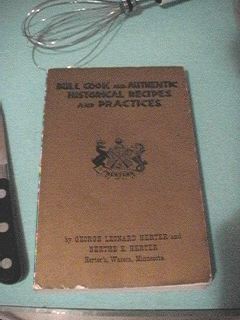 BULL COOK AND AUTHENTIC
HISTORICAL RECIPES
AND PRACTICES
HERTERS
by GEORGE LEONARD HERTER and
BERTHE E. HERTER
Herter's, Waseca, Minnesota